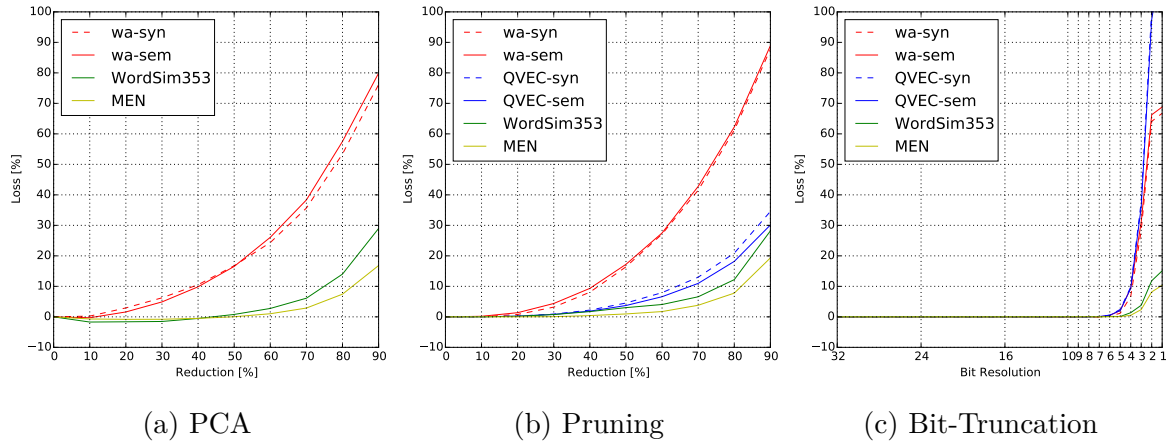 100
90
80
70
60
50
40
30
20
10
0
−10
Loss [%]
wa-syn
wa-sem
WordSim353
MEN
0 10 20 30 40 50 60 70 80 90
Reduction [%]
(a) PCA
100
90
80
70
60
50
40
30
20
10
0
−10
Loss [%]
wa-syn
wa-sem
QVEC-syn
QVEC-sem
WordSim353
MEN
0 10 20 30 40 50 60 70 80 90
Reduction [%]
(b) Pruning
100
90
80
70
60
50
40
30
20
10
0
−10
Loss [%]
wa-syn
wa-sem
QVEC-syn
QVEC-sem
WordSim353
MEN
32 24 16 10 9 8 7 6 5 4 3 2 1
Bit Resolution
(c) Bit-Truncation